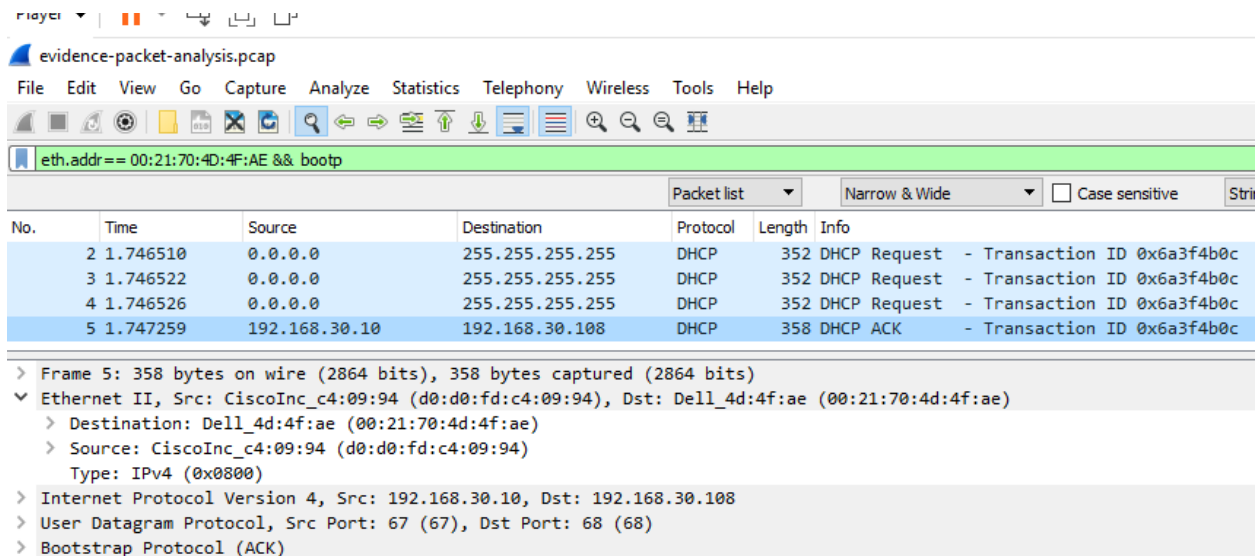 Player
evidence-packet-analysis.pcap
File Edit View Go Capture Analyze Statistics Telephony Wireless Tools Help
eth.addr== 00:21:70:4D:4F:AE && bootp
Packet list Narrow & Wide Case sensitive Stri
No. Time Source Destination Protocol Length Info
2 1.746510 0.0.0.0 255.255.255.255 DHCP 352 DHCP Request - Transaction ID 0x6a3f4b0c
3 1.746522 0.0.0.0 255.255.255.255 DHCP 352 DHCP Request - Transaction ID 0x6a3f4b0c
4 1.746526 0.0.0.0 255.255.255.255 DHCP 352 DHCP Request - Transaction ID 0x6a3f4b0c
5 1.747259 192.168.30.10 192.168.30.108 DHCP 358 DHCP ACK - Transaction ID 0x6a3f4b0c
> Frame 5: 358 bytes on wire (2864 bits), 358 bytes captured (2864 bits)
Ethernet II, Src: CiscoInc_c4:09:94 (d0:d0:fd:c4:09:94), Dst: Dell_4d:4f:ae (00:21:70:4d:4f:ae)
> Destination: Dell_4d:4f:ae (00:21:70:4d:4f:ae)
> Source: CiscoInc_c4:09:94 (d0:d0:fd:c4:09:94)
Type: IPv4 (0x0800)
> Internet Protocol Version 4, Src: 192.168.30.10, Dst: 192.168.30.108
> User Datagram Protocol, Src Port: 67 (67), Dst Port: 68 (68)
> Bootstrap Protocol (ACK)